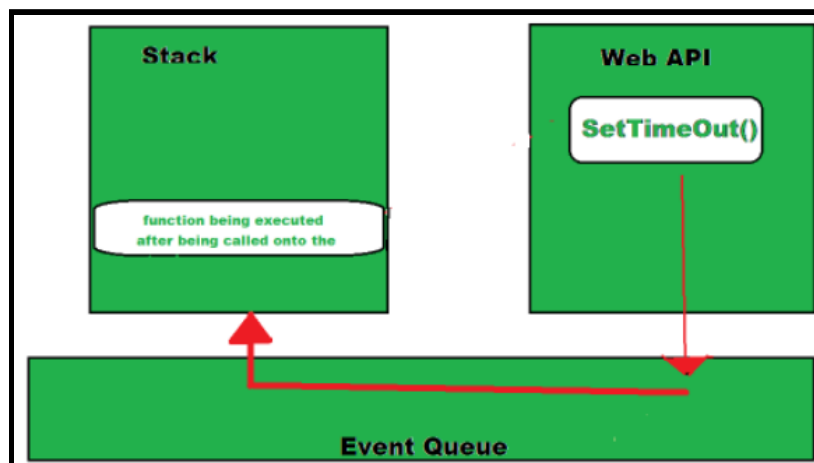 Stack
Web API
SetTimeOut()
function being executed
after being called onto the
Event Queue